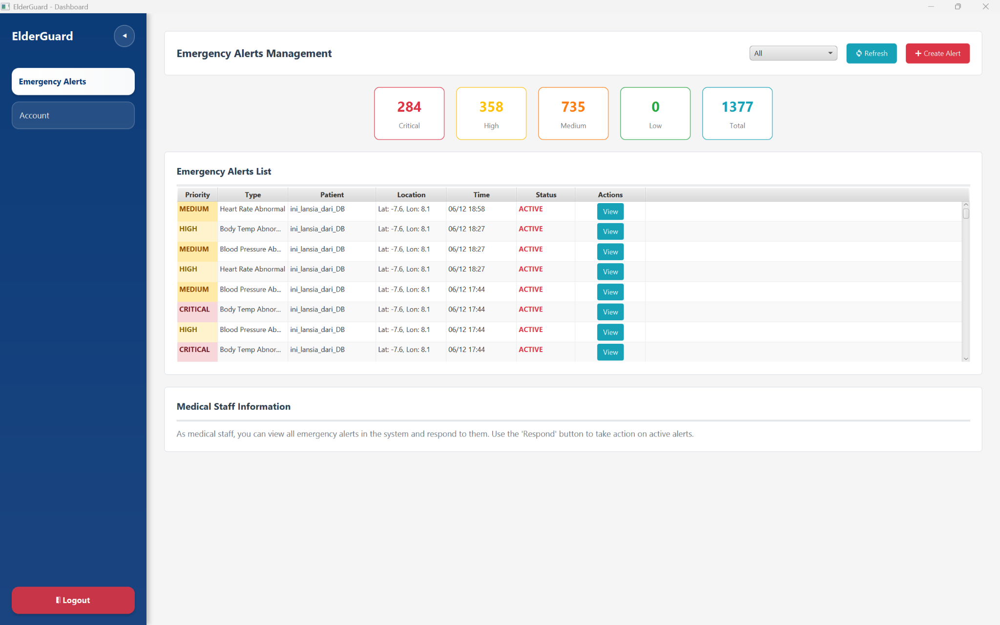 ElderGuard - Dashboard
ElderGuard
Emergency Alerts
Account
Logout
Emergency Alerts Management
All
Refresh
+ Create Alert
284
Critical
358
High
735
Medium
0
Low
1377
Total
Emergency Alerts List
Priority Type Patient Location Time Status Actions
MEDIUM Heart Rate Abnormal ini_lansia_dari_DB Lat: -7.6, Lon: 8.1 06/12 18:58 ACTIVE View
HIGH Body Temp Abnor... ini_lansia_dari_DB Lat: -7.6, Lon: 8.1 06/12 18:27 ACTIVE View
MEDIUM Blood Pressure Ab... ini_lansia_dari_DB Lat: -7.6, Lon: 8.1 06/12 18:27 ACTIVE View
HIGH Heart Rate Abnormal ini_lansia_dari_DB Lat: -7.6, Lon: 8.1 06/12 18:27 ACTIVE View
MEDIUM Blood Pressure Ab... ini_lansia_dari_DB Lat: -7.6, Lon: 8.1 06/12 17:44 ACTIVE View
CRITICAL Body Temp Abnor... ini_lansia_dari_DB Lat: -7.6, Lon: 8.1 06/12 17:44 ACTIVE View
HIGH Blood Pressure Ab... ini_lansia_dari_DB Lat: -7.6, Lon: 8.1 06/12 17:44 ACTIVE View
CRITICAL Body Temp Abnor... ini_lansia_dari_DB Lat: -7.6, Lon: 8.1 06/12 17:44 ACTIVE View
Medical Staff Information
As medical staff, you can view all emergency alerts in the system and respond to them. Use the 'Respond' button to take action on active alerts.